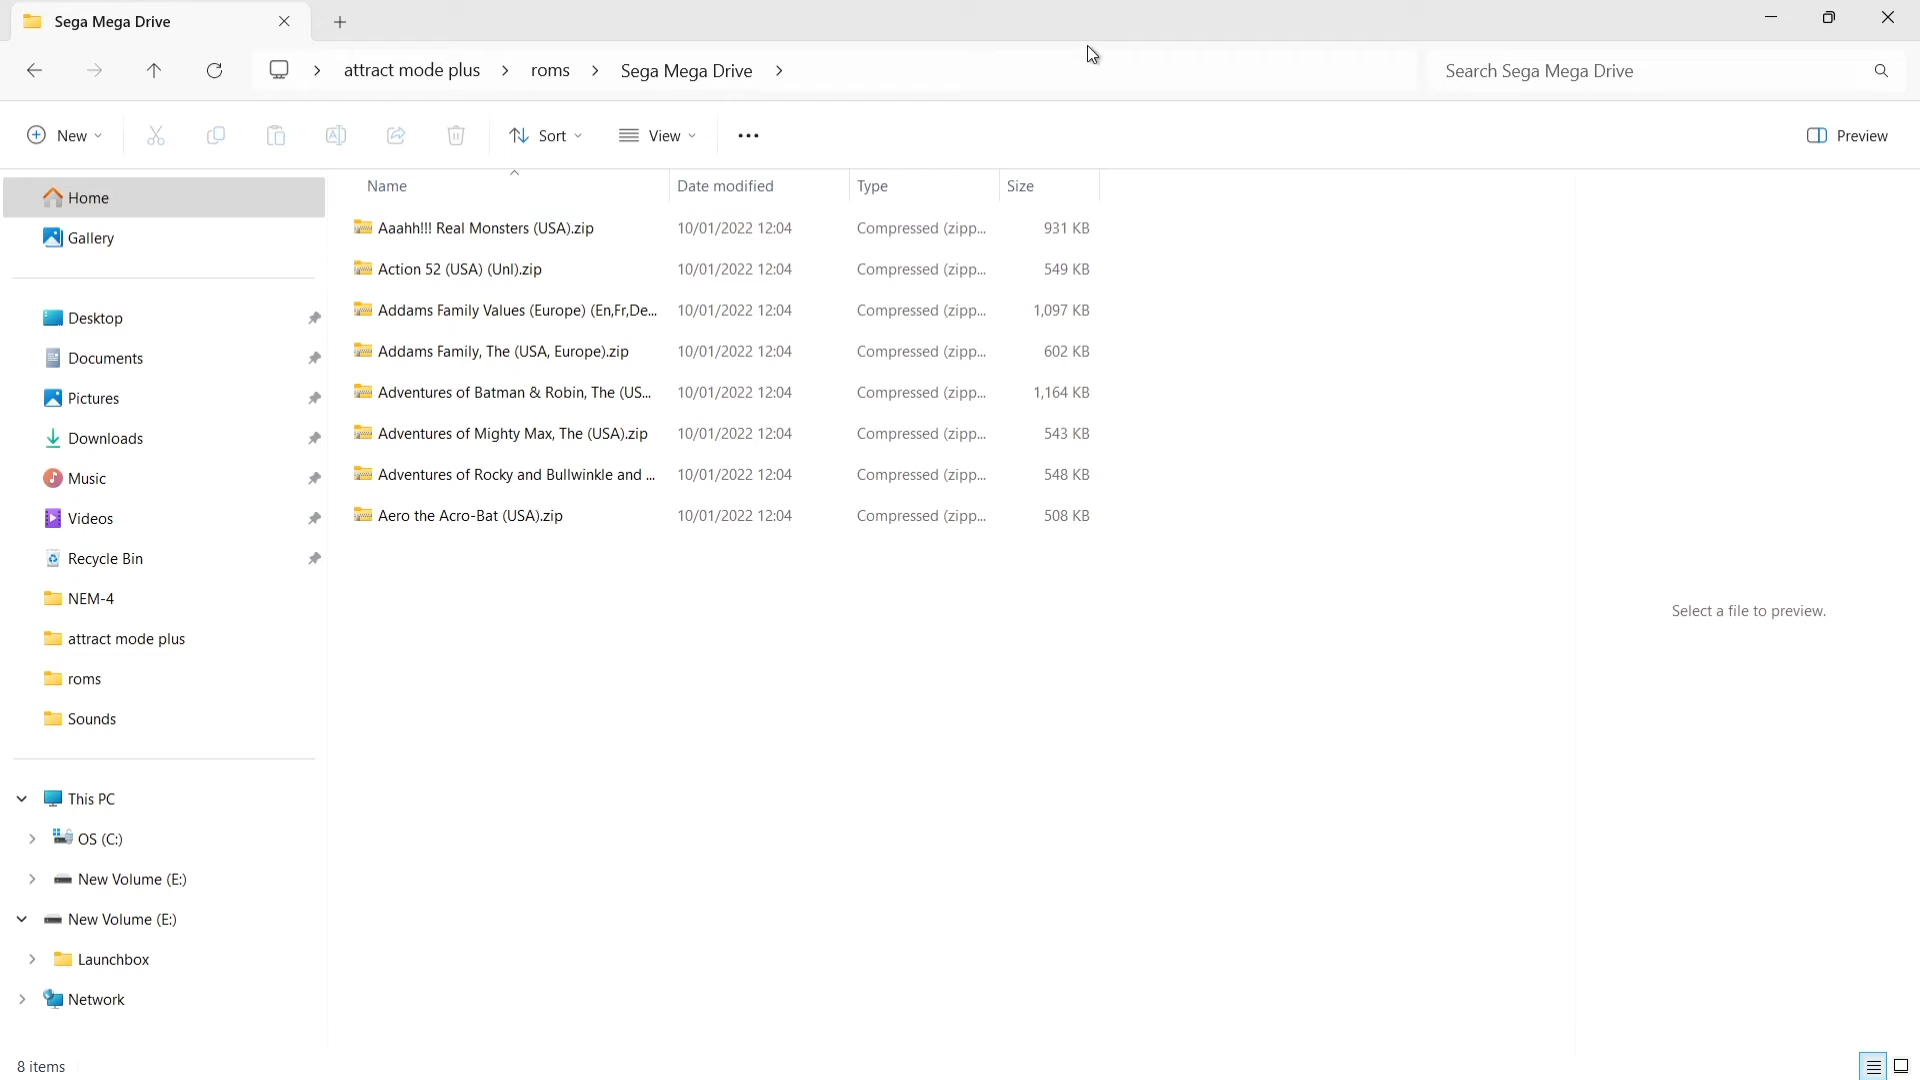 Sega Mega Drive
attract mode plus roms Sega Mega Drive Search Sega Mega Drive
New Sort View Preview
Name Date modified Type Size
Home
Gallery
Desktop
Documents
Pictures
Downloads
Music
Videos
Recycle Bin
NEM-4
attract mode plus
roms
Sounds
This PC
OS (C:)
New Volume (E:)
New Volume (E:)
Launchbox
Network
Aaahh!!! Real Monsters (USA).zip 10/01/2022 12:04 Compressed (zipp... 931 KB
Action 52 (USA) (Unl).zip 10/01/2022 12:04 Compressed (zipp... 549 KB
Addams Family Values (Europe) (En,Fr,De... 10/01/2022 12:04 Compressed (zipp... 1,097 KB
Addams Family, The (USA, Europe).zip 10/01/2022 12:04 Compressed (zipp... 602 KB
Adventures of Batman & Robin, The (US... 10/01/2022 12:04 Compressed (zipp... 1,164 KB
Adventures of Mighty Max, The (USA).zip 10/01/2022 12:04 Compressed (zipp... 543 KB
Adventures of Rocky and Bullwinkle and ... 10/01/2022 12:04 Compressed (zipp... 548 KB
Aero the Acro-Bat (USA).zip 10/01/2022 12:04 Compressed (zipp... 508 KB
Select a file to preview.
8 items